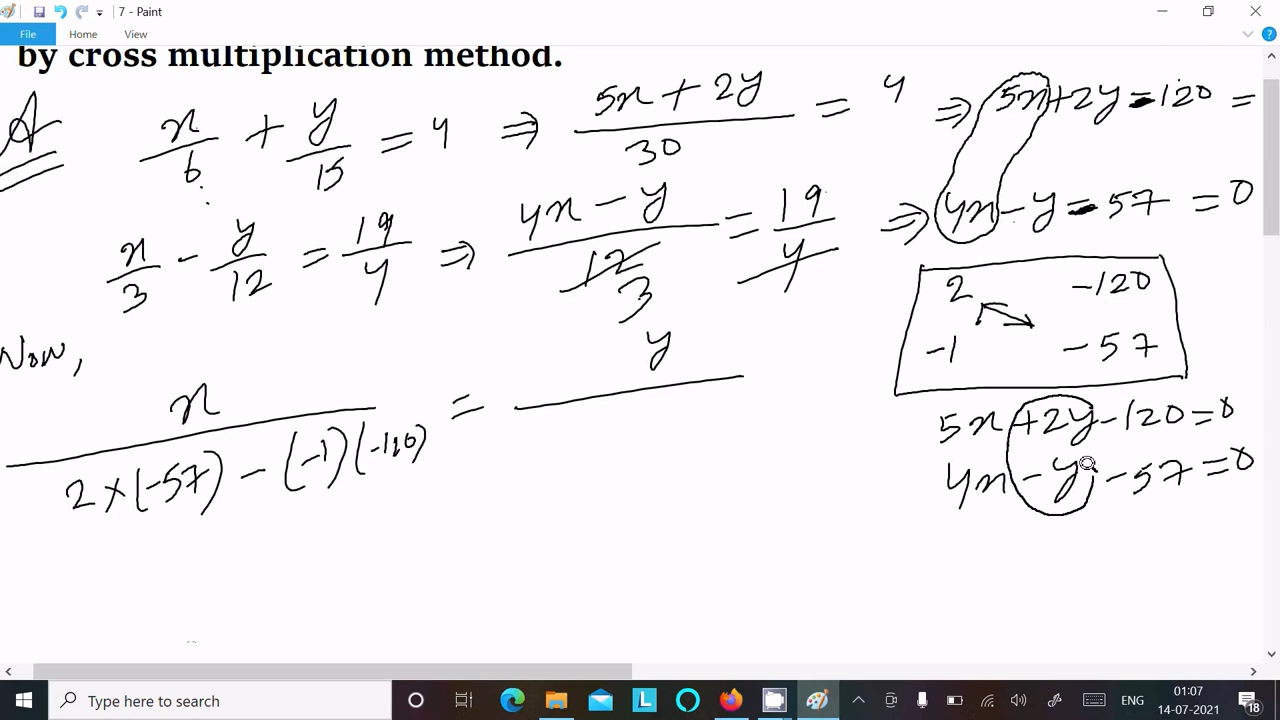 7 - Paint
File Home View
by cross multiplication method.
A x/6 + y/15 = 4 ⇒ (5x + 2y)/30 = 4 ⇒ 5x + 2y - 120 =
x/3 - y/12 = 19/4 ⇒ (4x - y)/12 3 = 19/4 ⇒ 4x - y - 57 = 0
2 -120
-1 -57
Now,
x/(2 × (-57) - (-1)(-120)) = y
5x + 2y - 120 = 0
4x - y - 57 = 0
Type here to search
ENG
01:07
14-07-2021
18